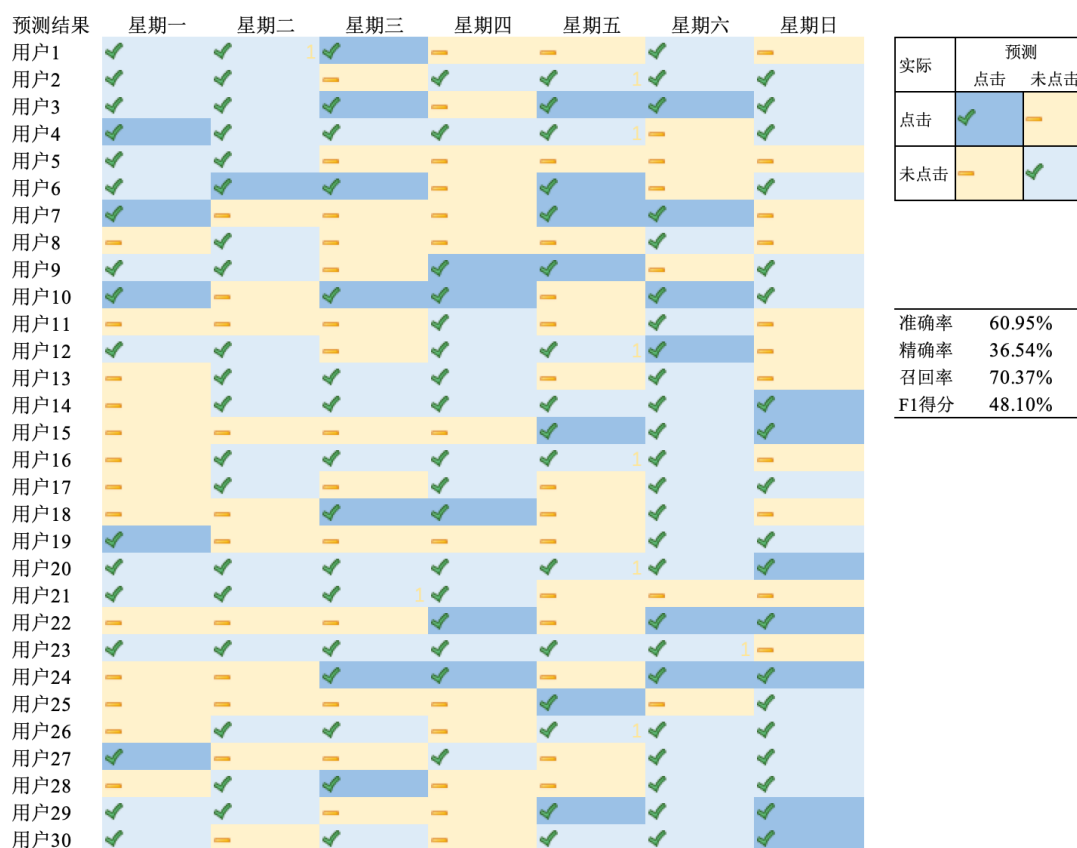 预测结果 星期一 星期二 星期三 星期四 星期五 星期六 星期日
用户1 1
用户2 1
用户3
用户4 1
用户5
用户6
用户7
用户8
用户9
用户10
用户11
用户12 1
用户13
用户14
用户15
用户16 1
用户17
用户18
用户19
用户20 1
用户21 1
用户22
用户23 1
用户24
用户25
用户26 1
用户27
用户28
用户29
用户30
实际 预测
点击 未点击
点击
未点击
准确率 60.95%
精确率 36.54%
召回率 70.37%
F1得分 48.10%